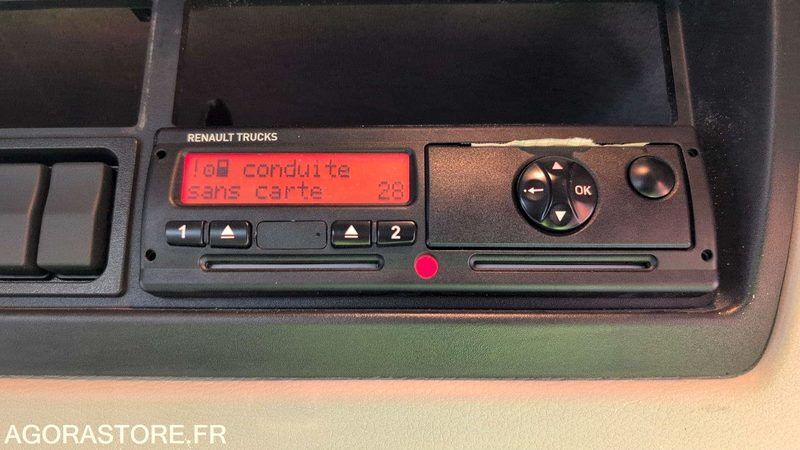 RENAULT TRUCKS
! conduite
sans carte 28
1 2
OK
AGORASTORE.FR